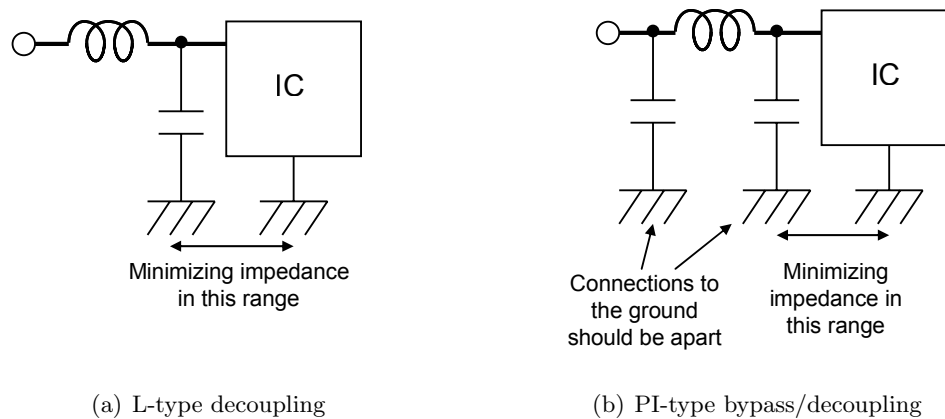 IC
Minimizing impedance
in this range
(a) L-type decoupling
IC
Connections to
the ground
should be apart
Minimizing
impedance in
this range
(b) PI-type bypass/decoupling